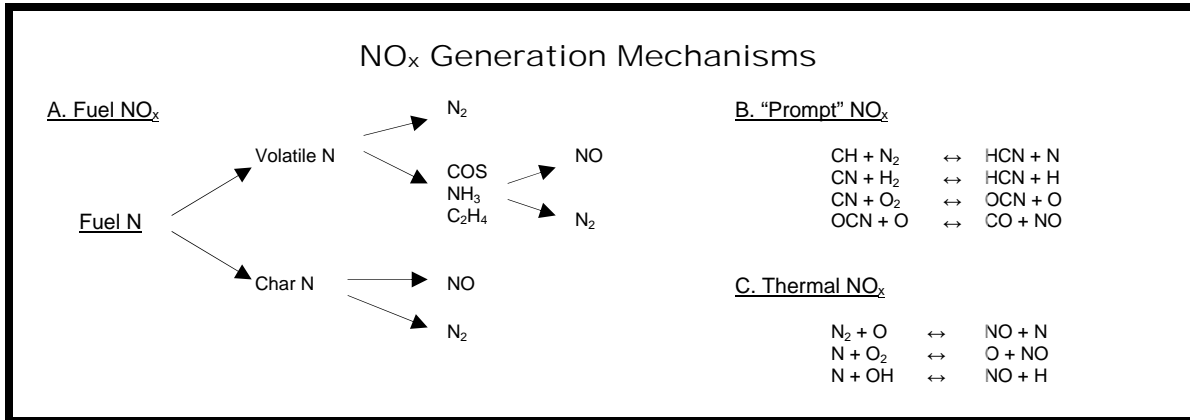 NOₓ Generation Mechanisms
A. Fuel NOₓ
Fuel N
Volatile N
Char N
N₂
COS
NH₃
C₂H₄
NO
N₂
NO
N₂
B. “Prompt” NOₓ
CH + N₂ ↔ HCN + N
CN + H₂ ↔ HCN + H
CN + O₂ ↔ OCN + O
OCN + O ↔ CO + NO
C. Thermal NOₓ
N₂ + O ↔ NO + N
N + O₂ ↔ O + NO
N + OH ↔ NO + H